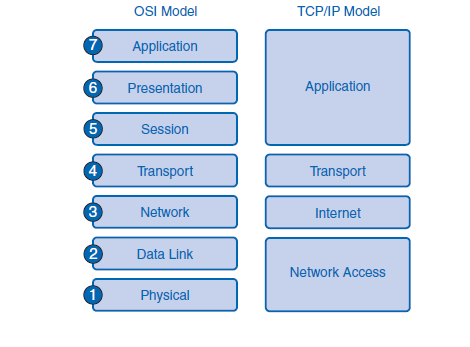 OSI Model
TCP/IP Model
7 Application
6 Presentation
5 Session
4 Transport
3 Network
2 Data Link
1 Physical
Application
Transport
Internet
Network Access